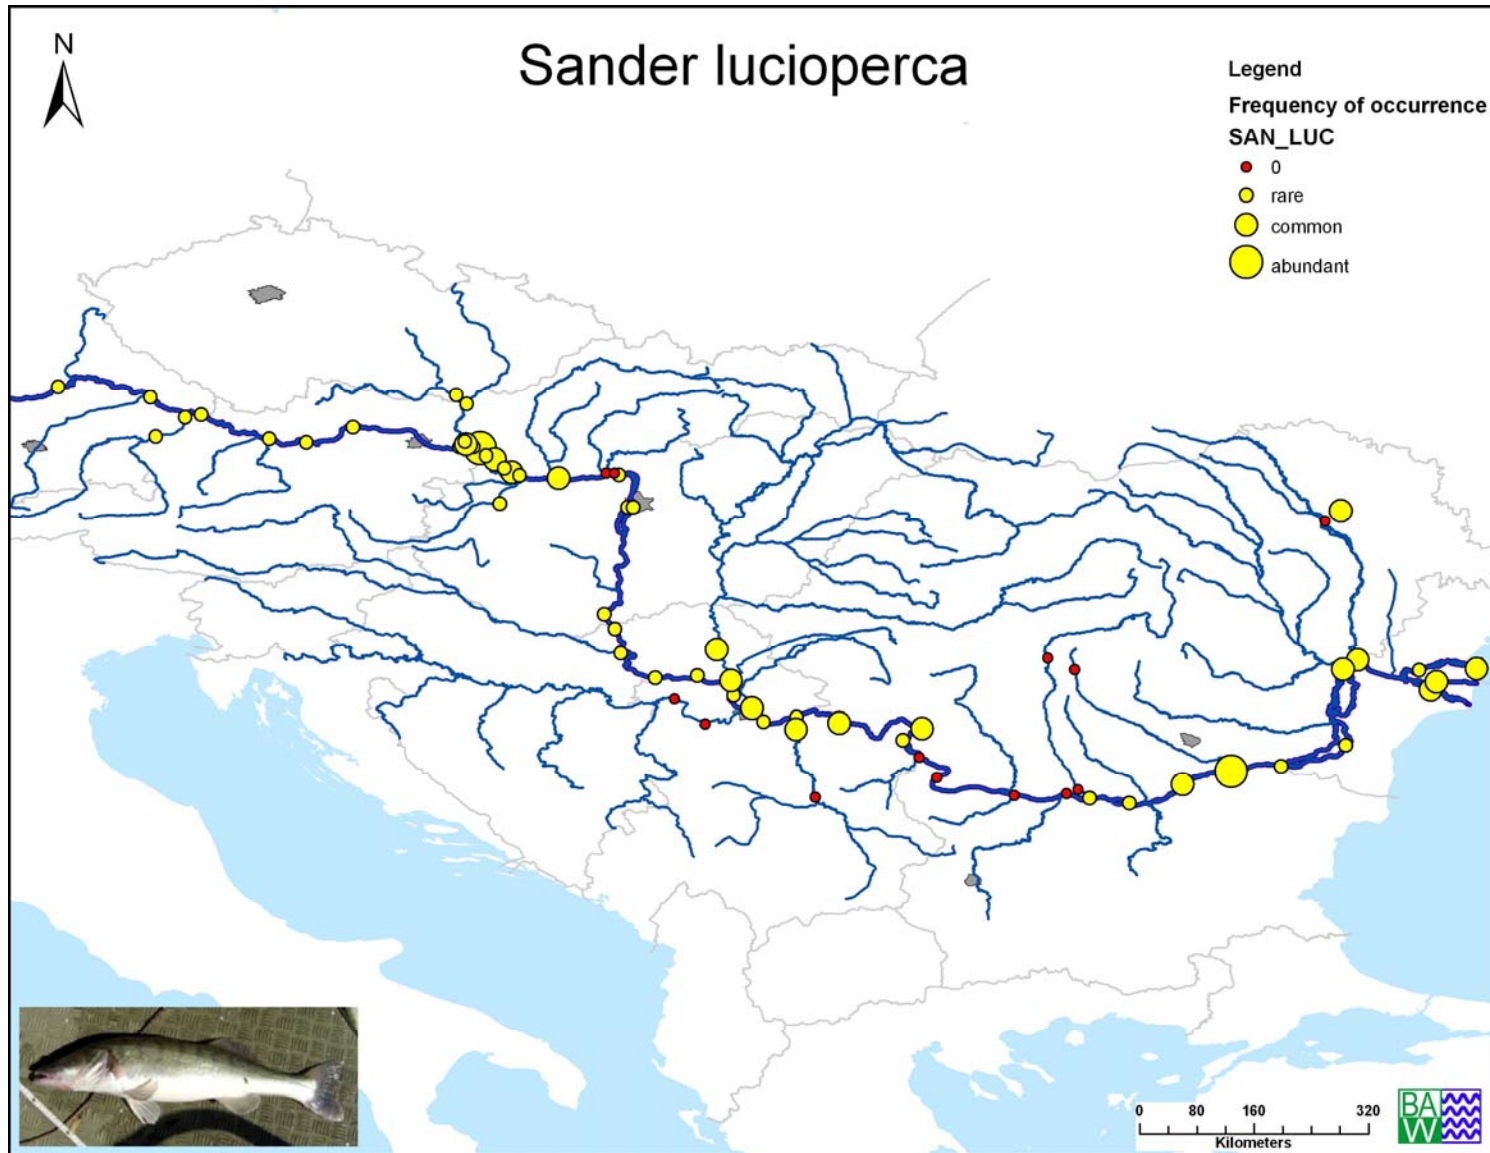 N
Sander lucioperca
Legend
Frequency of occurrence
SAN_LUC
0
rare
common
abundant
0 80 160 320
Kilometers
BA
W